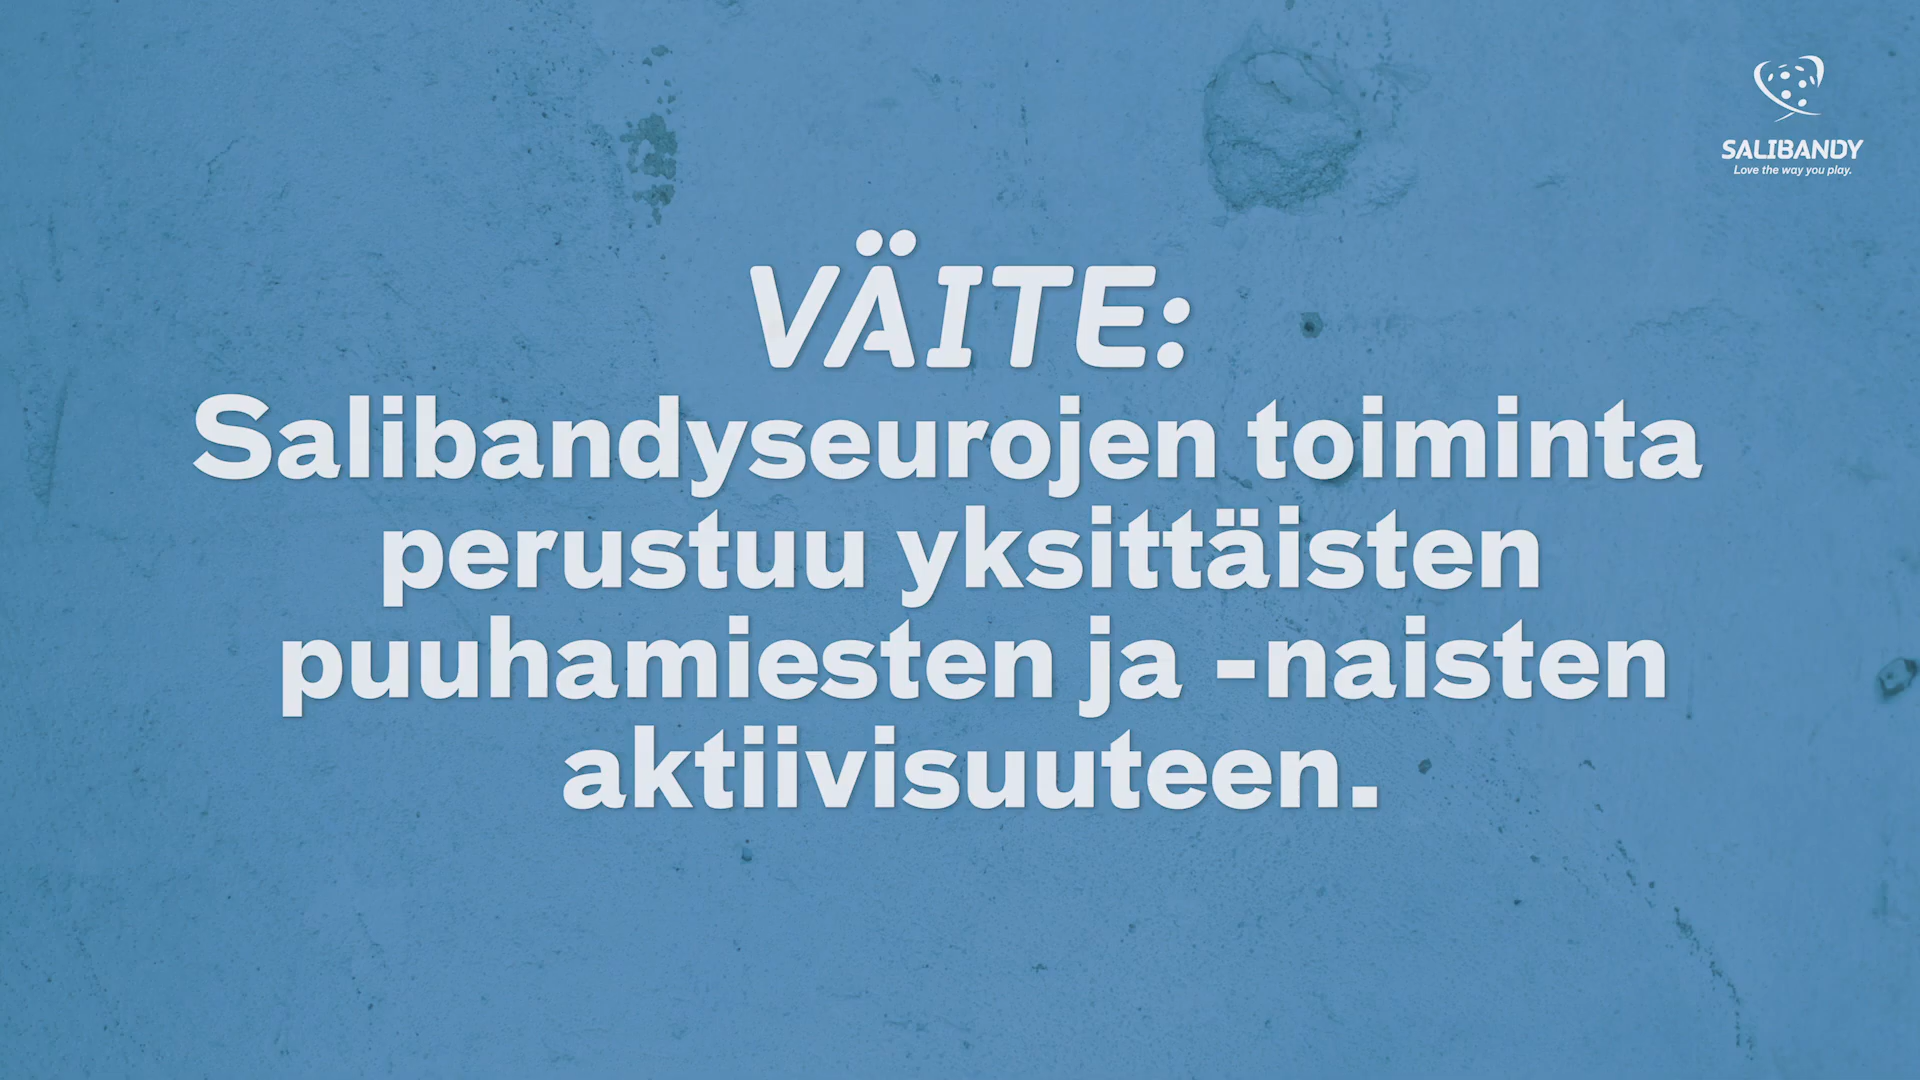 SALIBANDY
Love the way you play.
VÄITE:
Salibandyseurojen toiminta
perustuu yksittäisten
puuhamiesten ja -naisten
aktiivisuuteen.